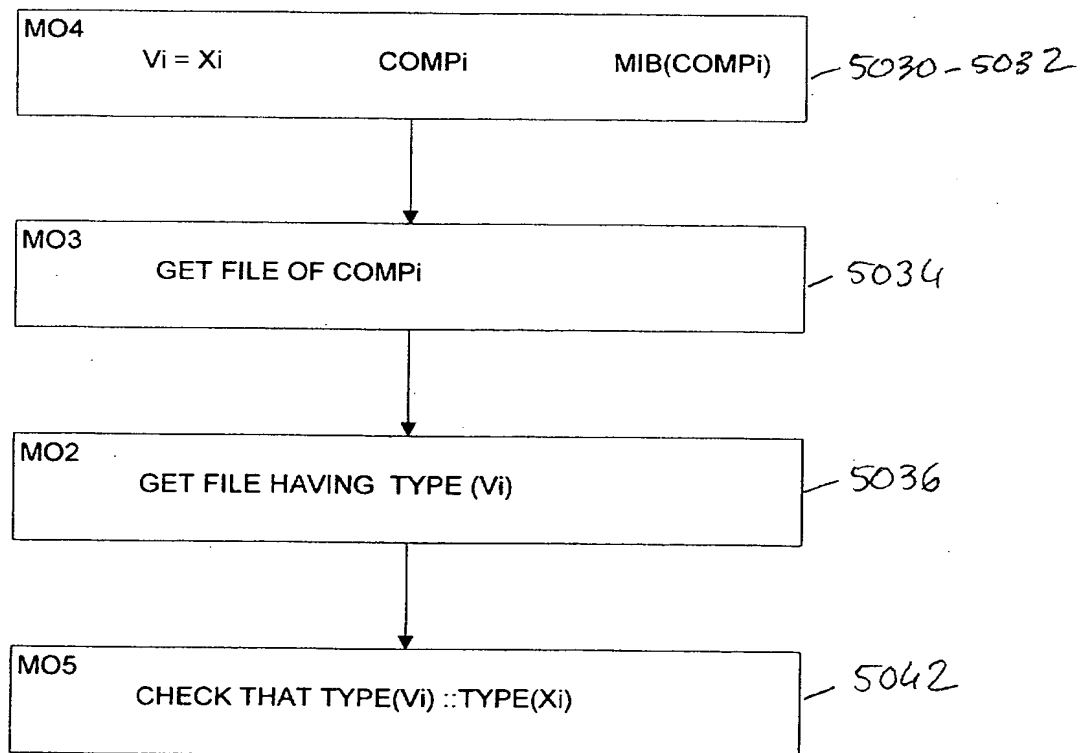 MO4
Vi = Xi COMPi MIB(COMPi)
5030-5032
MO3
GET FILE OF COMPi
5034
MO2
GET FILE HAVING TYPE (Vi)
5036
MO5
CHECK THAT TYPE(Vi) ::TYPE(Xi)
5042